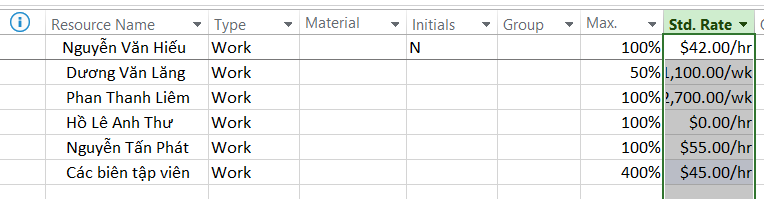 Resource Name Type Material Initials Group Max. Std. Rate
Nguyễn Văn Hiếu Work N 100% $42.00/hr
Dương Văn Lăng Work 50% 1,100.00/wk
Phan Thanh Liêm Work 100% 2,700.00/wk
Hồ Lê Anh Thư Work 100% $0.00/hr
Nguyễn Tấn Phát Work 100% $55.00/hr
Các biên tập viên Work 400% $45.00/hr